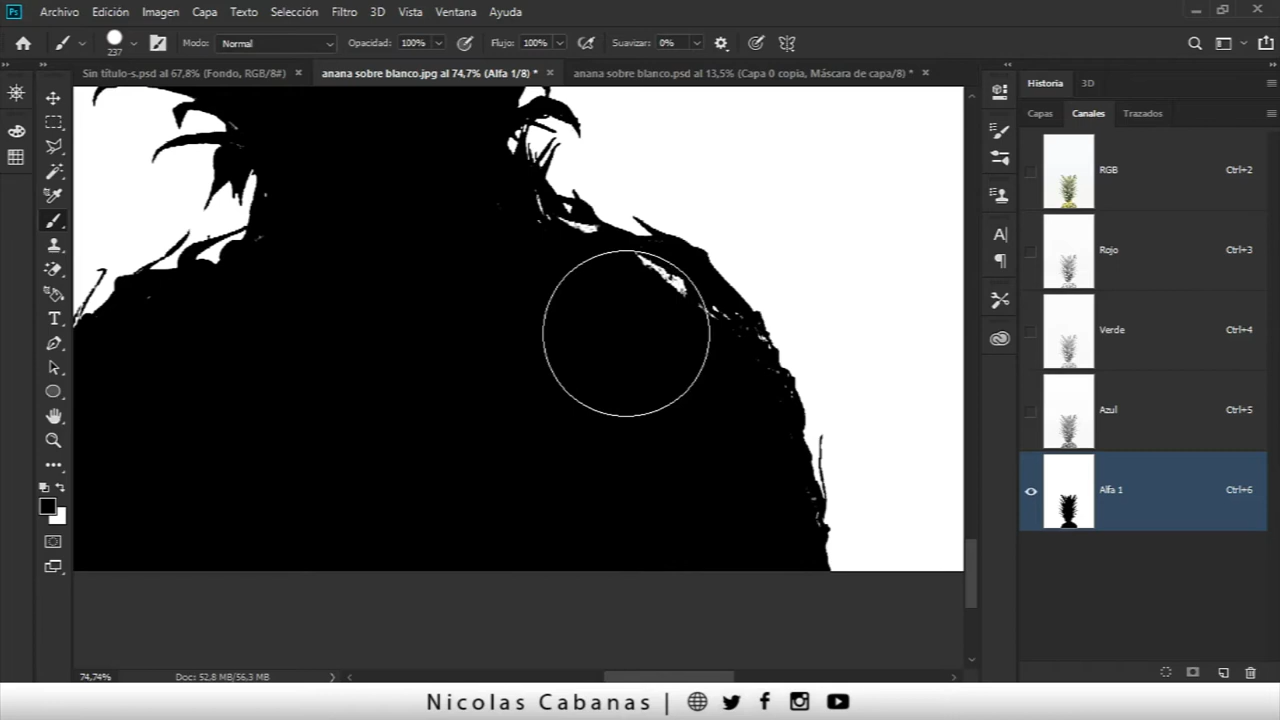 Ps Archivo Edición Imagen Capa Texto Selección Filtro 3D Vista Ventana Ayuda
237 Modo: Normal Opacidad: 100% Flujo: 100% Suavizar: 0%
Sin título-s.psd al 67,8% (Fondo, RGB/8#) anana sobre blanco.jpg al 74,7% (Alfa 1/8) * anana sobre blanco.psd al 13,5% (Capa 0 copia, Máscara de capa/8) *
Historia 3D
Capas Canales Trazados
RGB Ctrl+2
Rojo Ctrl+3
Verde Ctrl+4
Azul Ctrl+5
Alfa 1 Ctrl+6
74,74% Doc: 52,8 MB/56,3 MB
Nicolas Cabanas |